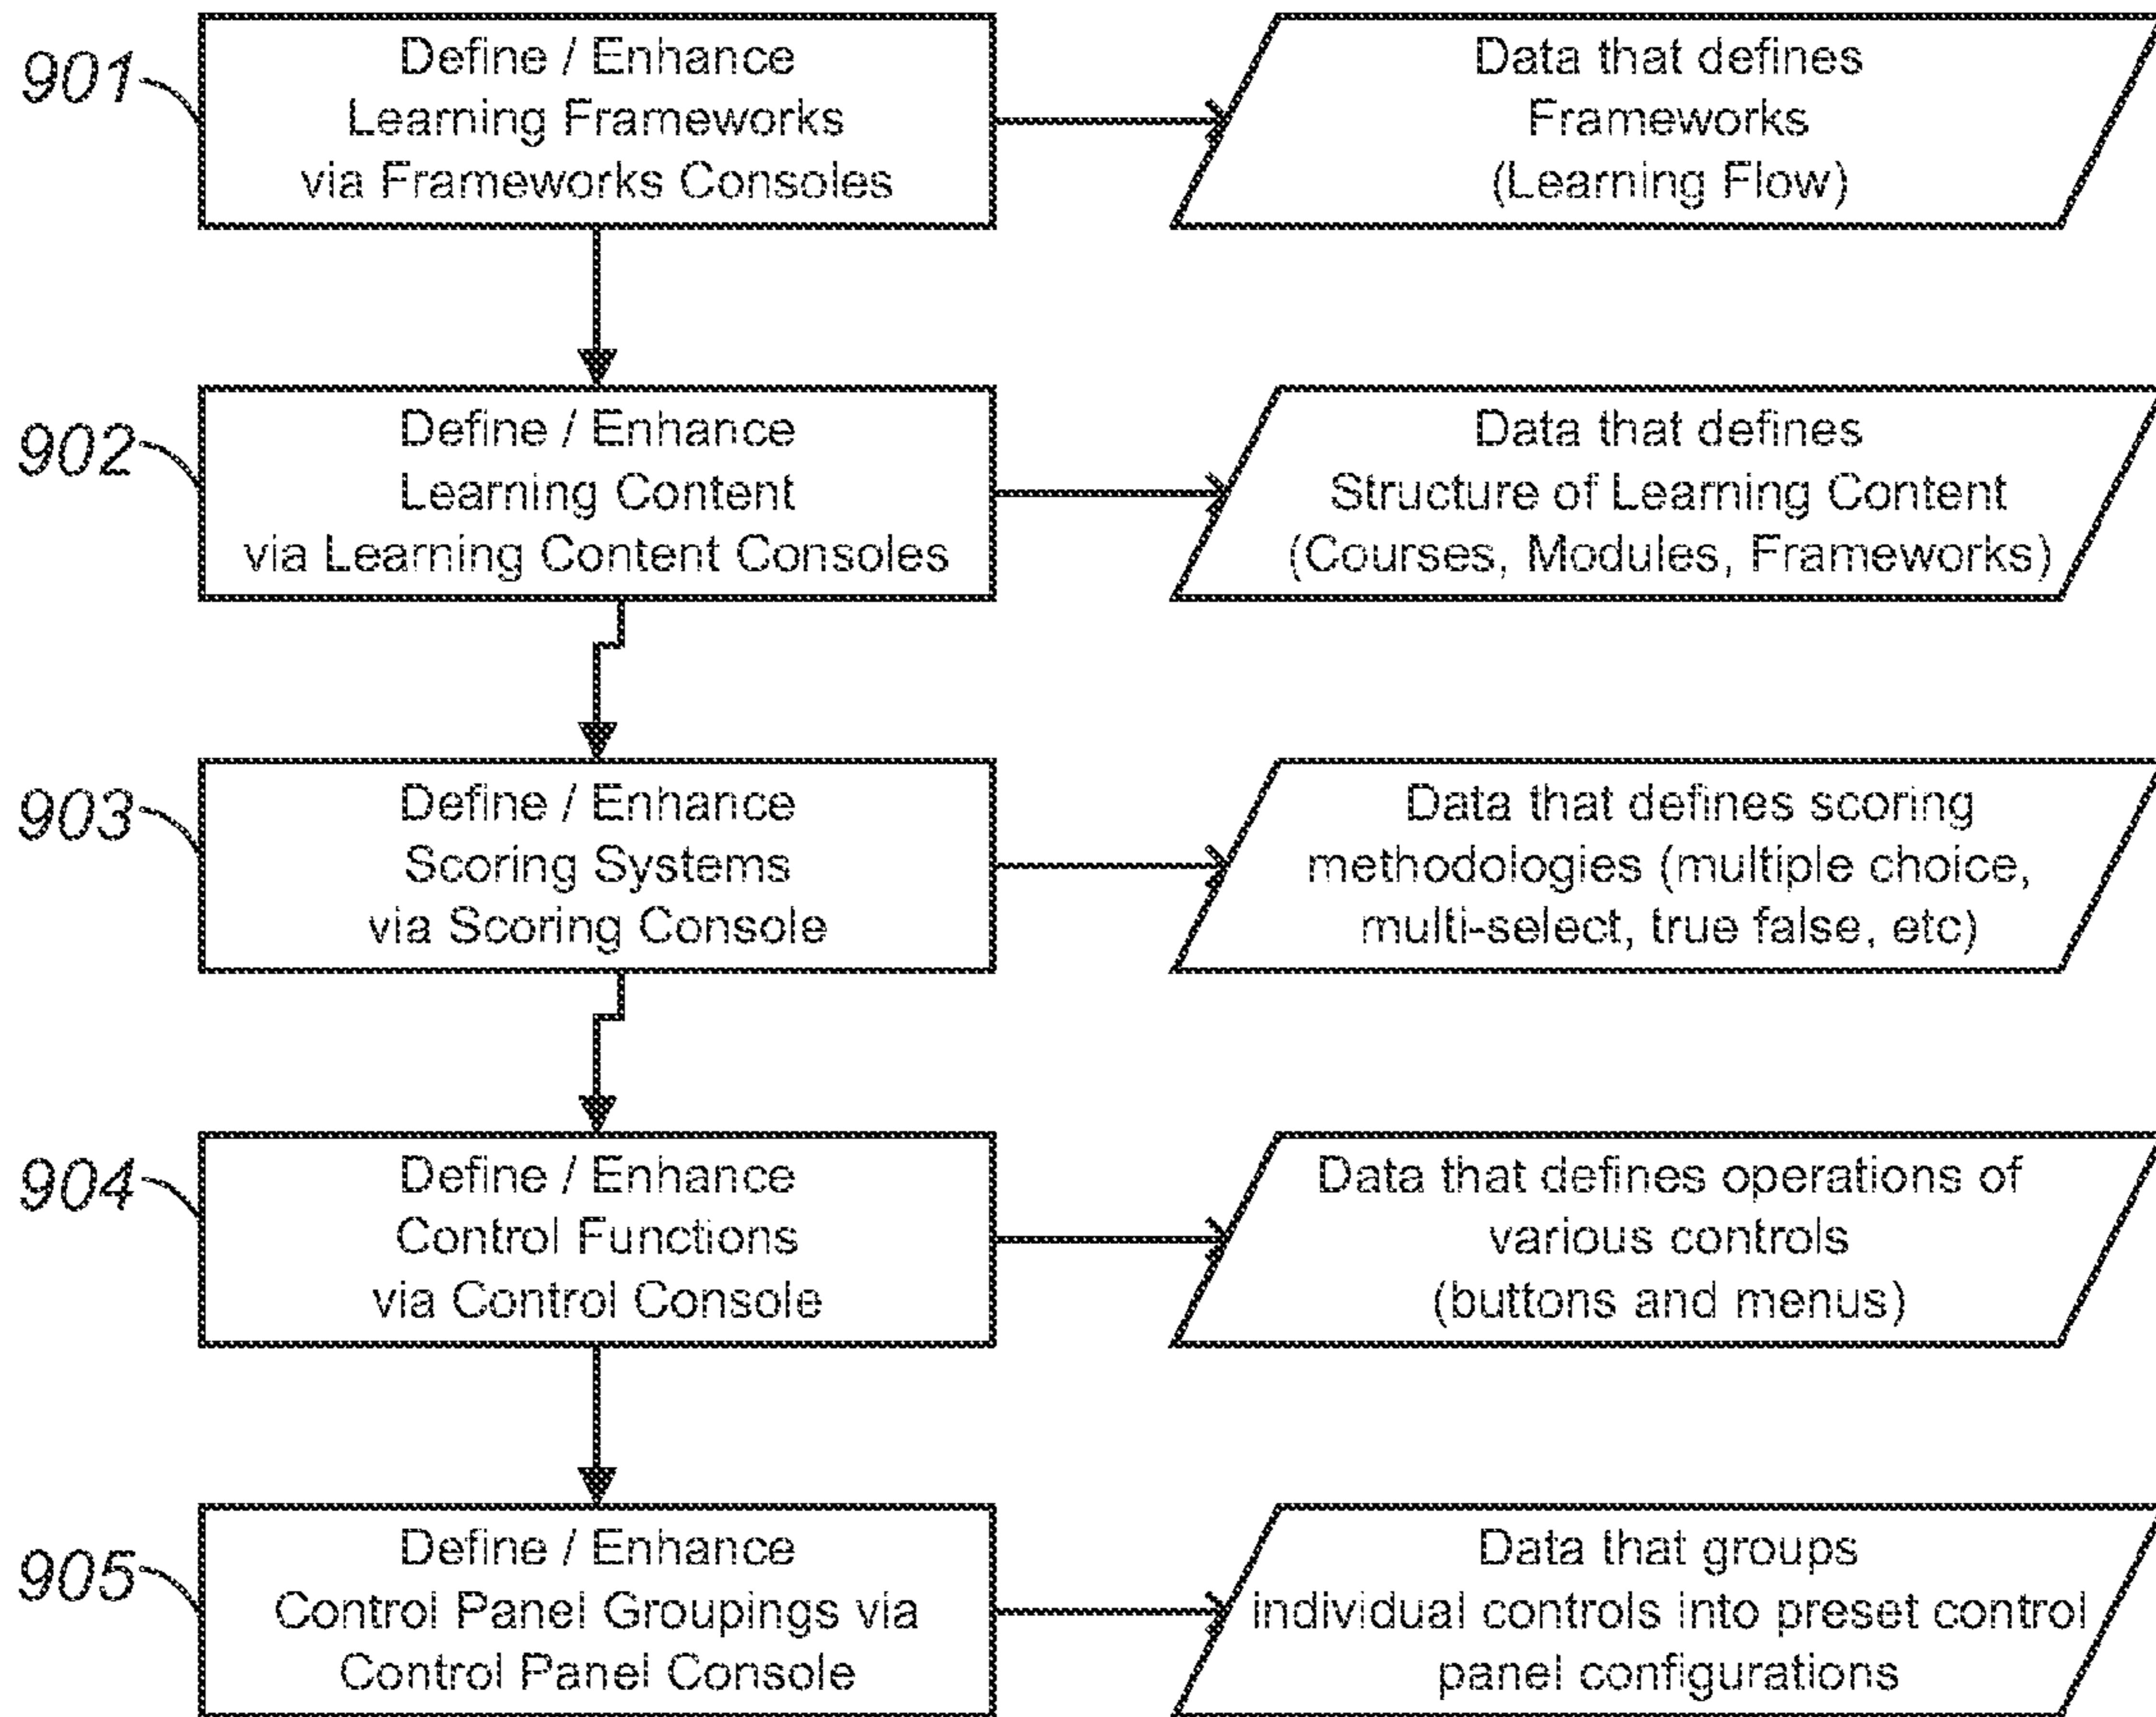 901
Define / Enhance
Learning Frameworks
via Frameworks Consoles
Data that defines
Frameworks
(Learning Flow)
902
Define / Enhance
Learning Content
via Learning Content Consoles
Data that defines
Structure of Learning Content
(Courses, Modules, Frameworks)
903
Define / Enhance
Scoring Systems
via Scoring Console
Data that defines scoring
methodologies (multiple choice,
multi-select, true false, etc)
904
Define / Enhance
Control Functions
via Control Console
Data that defines operations of
various controls
(buttons and menus)
905
Define / Enhance
Control Panel Groupings via
Control Panel Console
Data that groups
individual controls into preset control
panel configurations